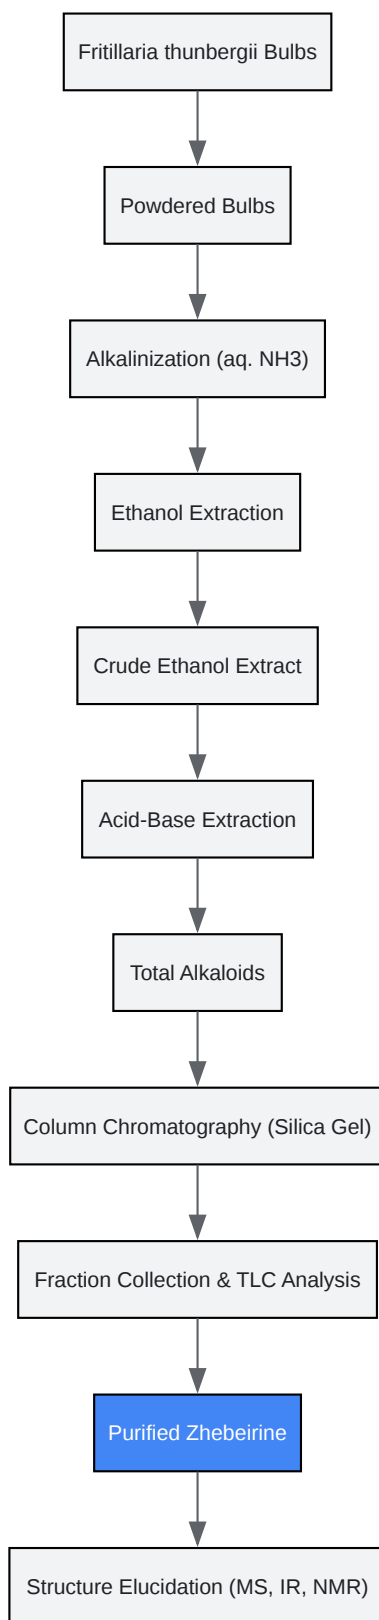 Fritillaria thunbergii Bulbs
Powdered Bulbs
Alkalinization (aq. NH3)
Ethanol Extraction
Crude Ethanol Extract
Acid-Base Extraction
Total Alkaloids
Column Chromatography (Silica Gel)
Fraction Collection & TLC Analysis
Purified Zhebeirine
Structure Elucidation (MS, IR, NMR)